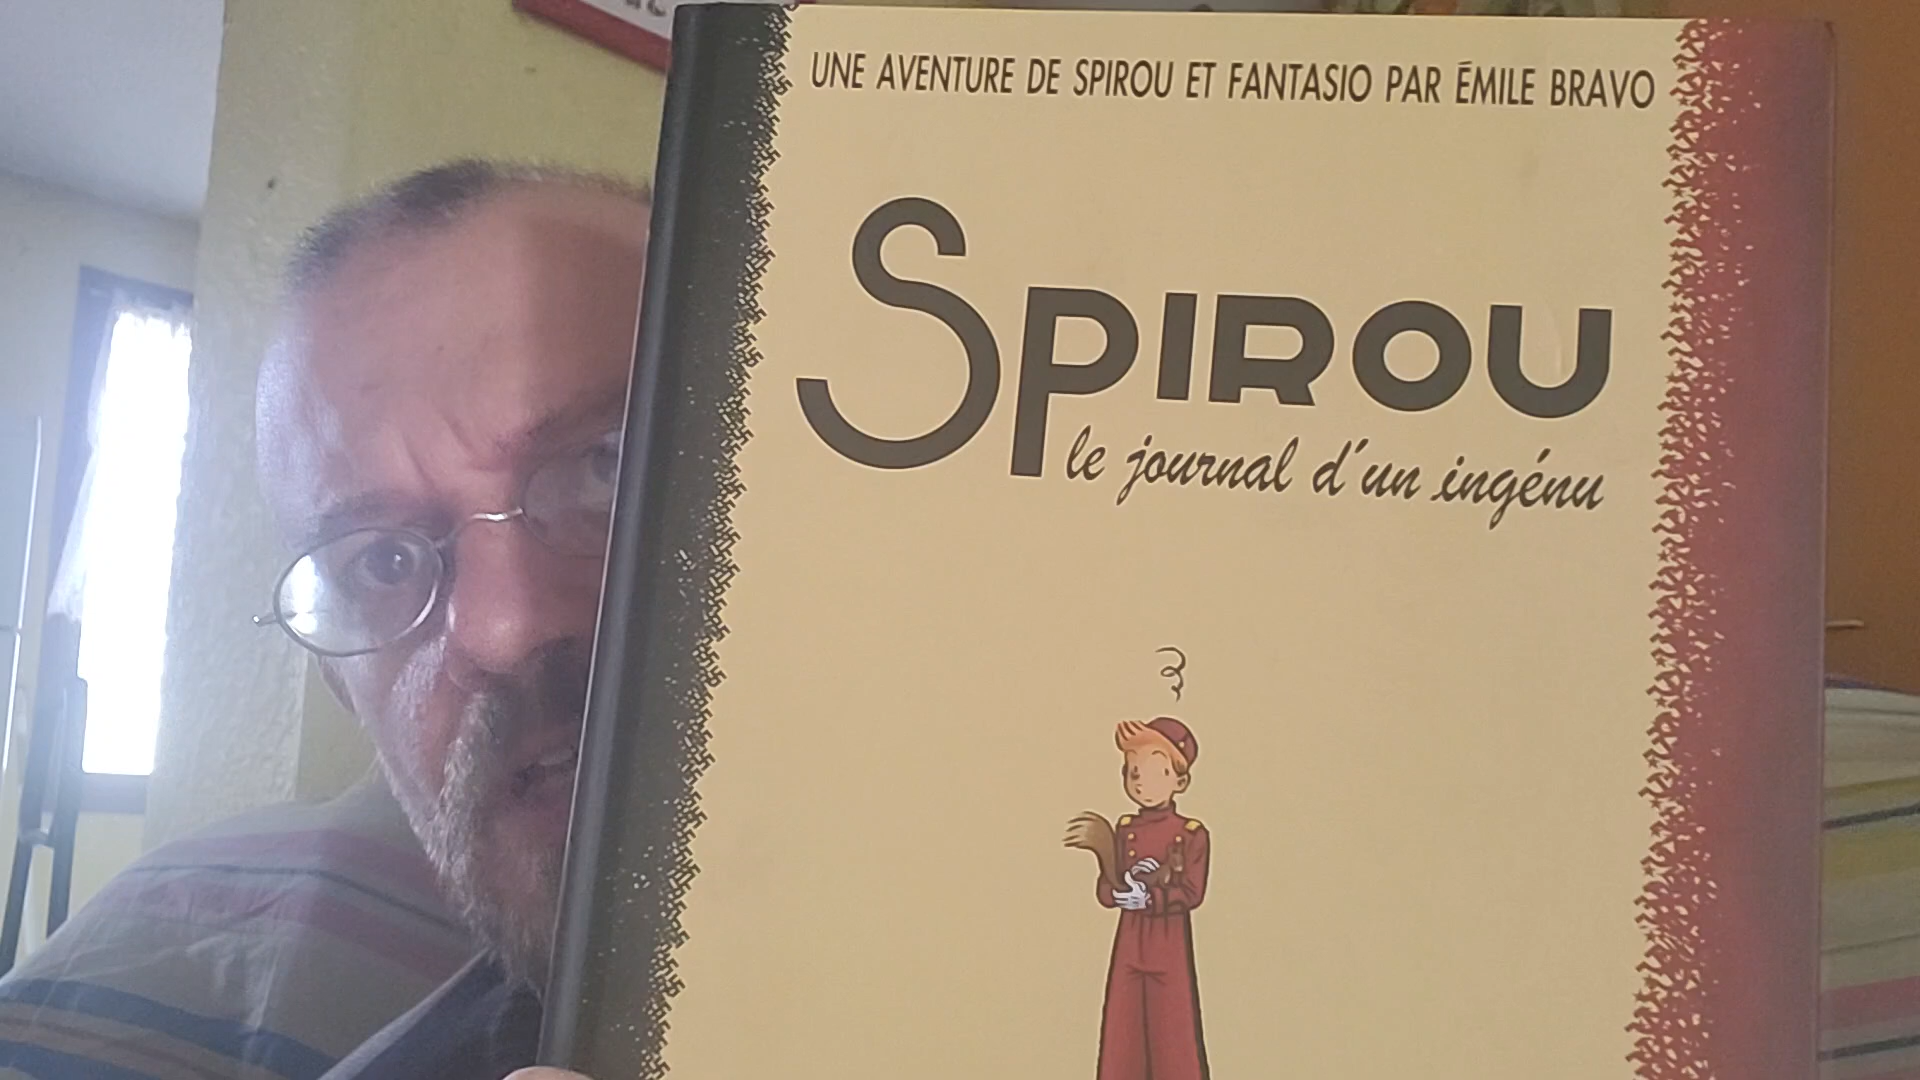 UNE AVENTURE DE SPIROU ET FANTASIO PAR ÉMILE BRAVO
SPIROU
le journal d'un ingénu